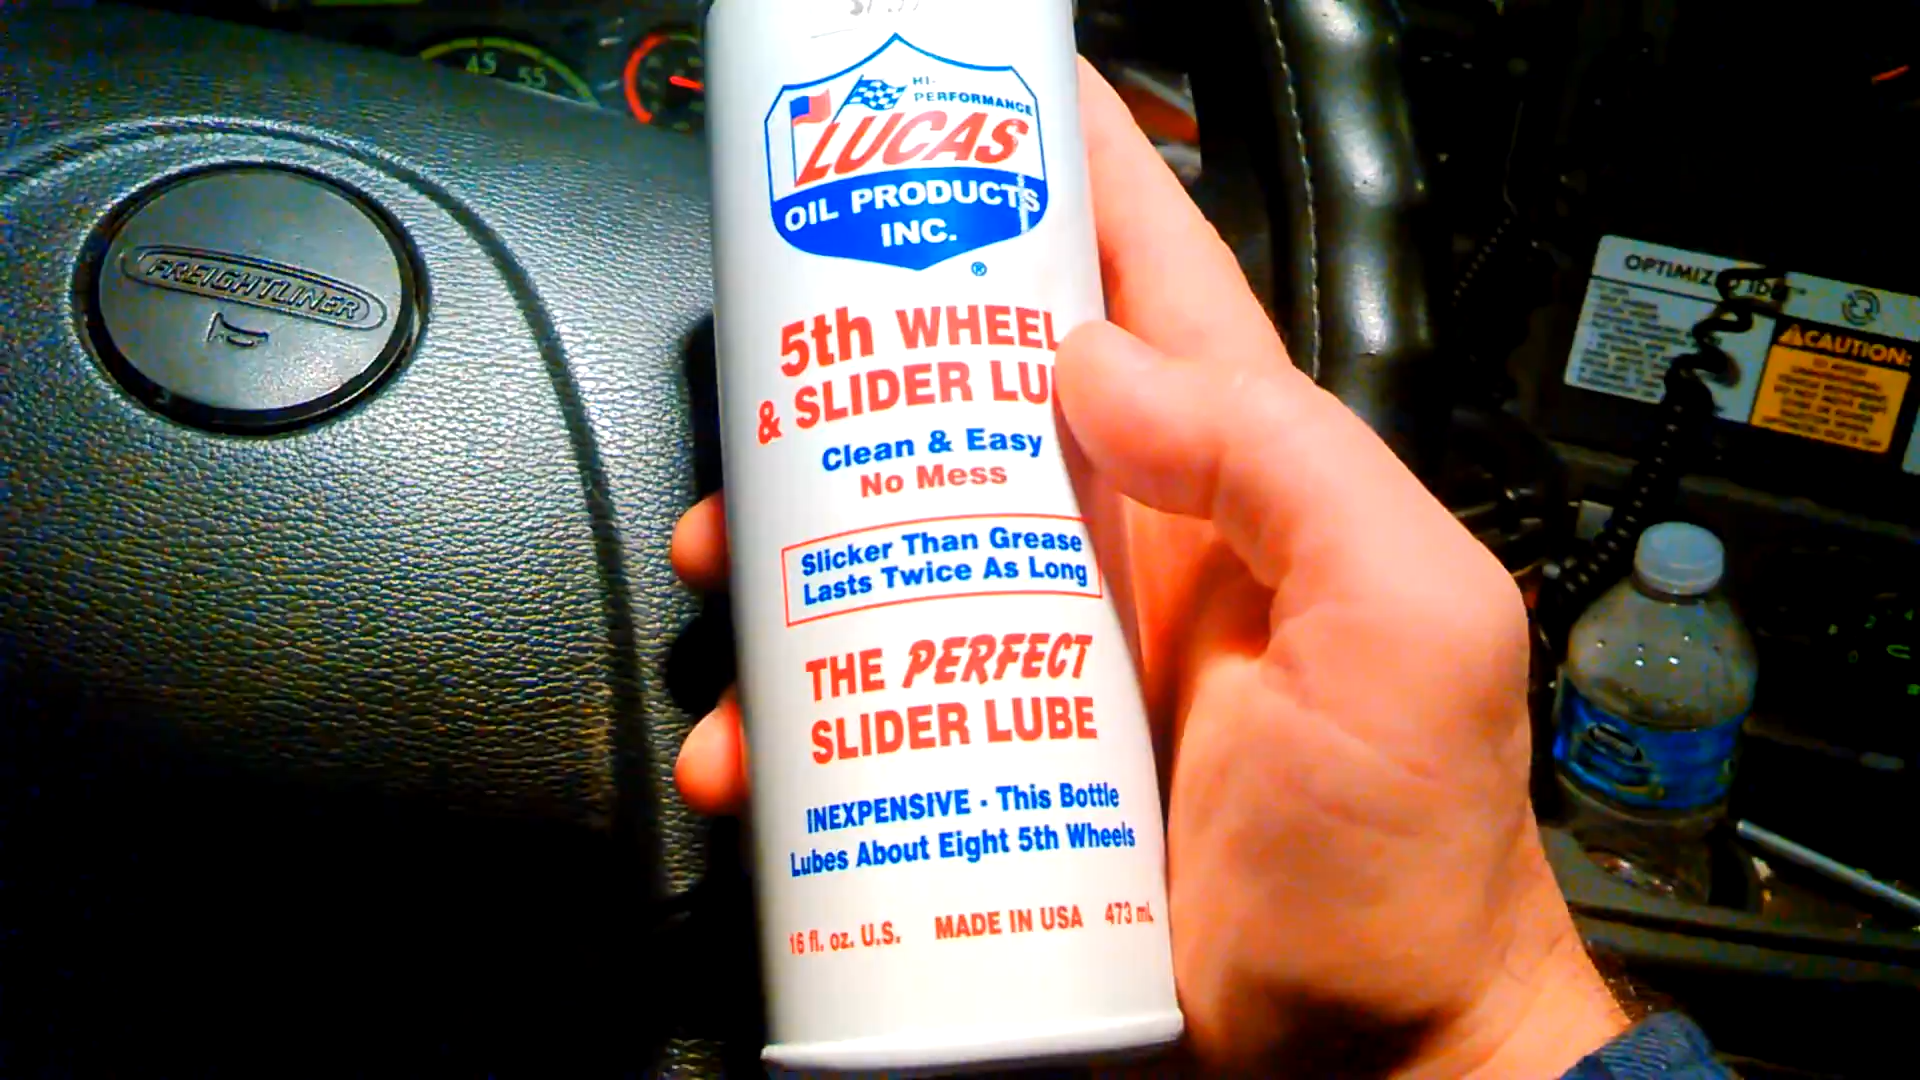 45 55
FREIGHTLINER
HI-
PERFORMANCE
LUCAS
OIL PRODUCTS
INC.
®
5th WHEEL
& SLIDER LU
Clean & Easy
No Mess
Slicker Than Grease
Lasts Twice As Long
THE PERFECT
SLIDER LUBE
INEXPENSIVE - This Bottle
Lubes About Eight 5th Wheels
16 fl. oz. U.S. MADE IN USA 473 mL
CAUTION: